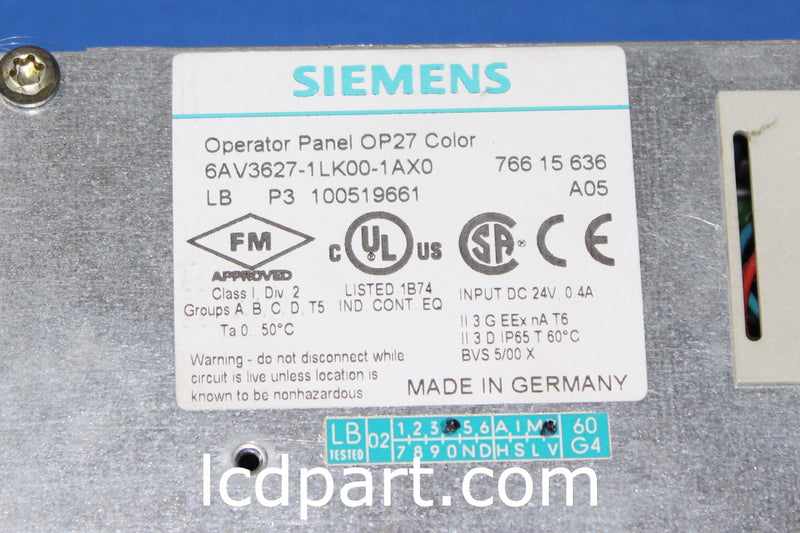 SIEMENS
Operator Panel OP27 Color
6AV3627-1LK00-1AX0 766 15 636
LB P3 100519661 A05
FM
APPROVED
Class I, Div. 2
Groups A, B, C, D, T5
Ta 0.. 50°C
c UL US
LISTED 1B74
IND CONT. EQ
SA CE
INPUT DC 24V, 0.4A
II 3 G EEx nA T6
II 3 D IP65 T 60°C
BVS 5/00 X
Warning - do not disconnect while
circuit is live unless location is
known to be nonhazardous
MADE IN GERMANY
LB
TESTED
02
1 2 3 5 6 A I M
7 8 9 0 N D H S L V
60
G4
lcdpart.com